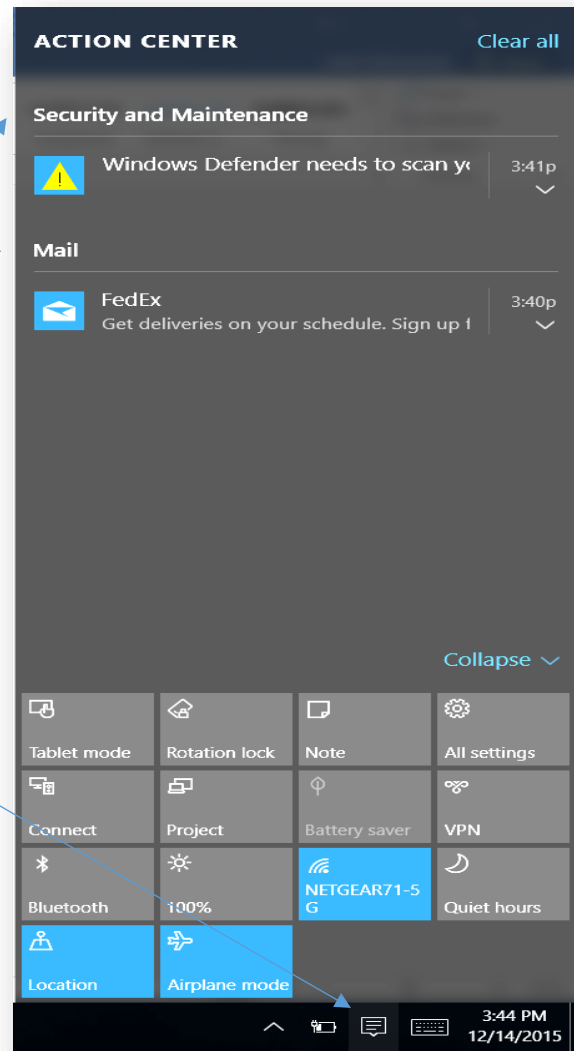 ACTION CENTER Clear all
Security and Maintenance
Windows Defender needs to scan yo 3:41p
Mail
FedEx 3:40p
Get deliveries on your schedule. Sign up f
Collapse
Tablet mode Rotation lock Note All settings
Connect Project Battery saver VPN
Bluetooth 100% NETGEAR71-5
G Quiet hours
Location Airplane mode
3:44 PM
12/14/2015